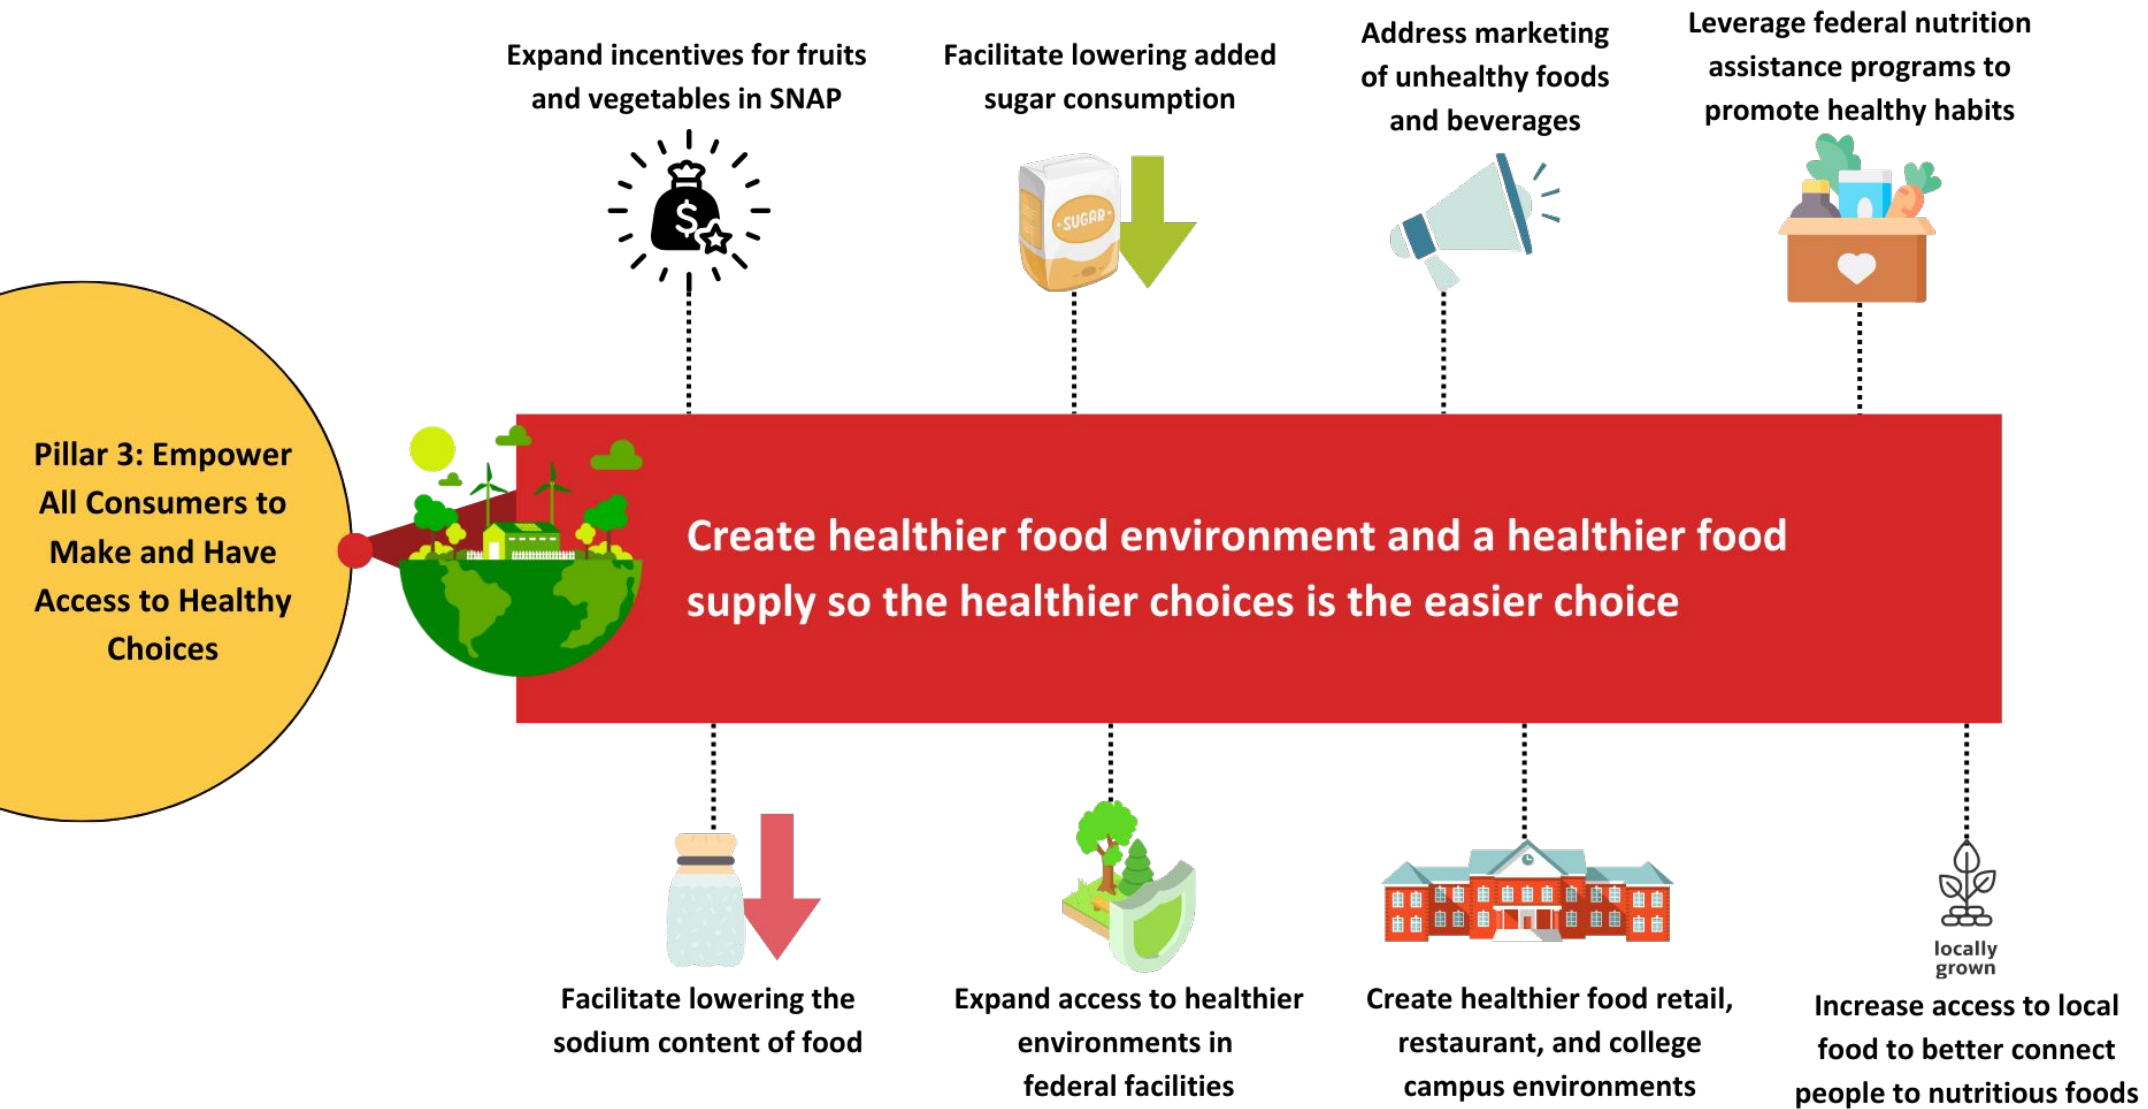 Expand incentives for fruits
and vegetables in SNAP
Facilitate lowering added
sugar consumption
Address marketing
of unhealthy foods
and beverages
Leverage federal nutrition
assistance programs to
promote healthy habits
$
SUGAR
Pillar 3: Empower
All Consumers to
Make and Have
Access to Healthy
Choices
Create healthier food environment and a healthier food
supply so the healthier choices is the easier choice
Facilitate lowering the
sodium content of food
Expand access to healthier
environments in
federal facilities
Create healthier food retail,
restaurant, and college
campus environments
locally
grown
Increase access to local
food to better connect
people to nutritious foods